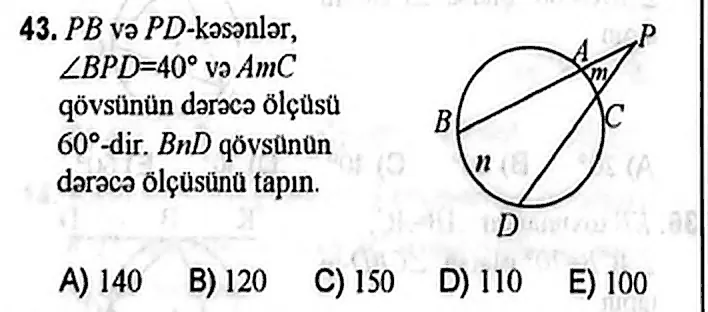 43. PB və PD-kəsənlər,
∠BPD=40° və AmC
qövsünün dərəcə ölçüsü
60°-dir. BnD qövsünün
dərəcə ölçüsünü tapın.
P
A
m
B
C
n
D
A) 140 B) 120 C) 150 D) 110 E) 100